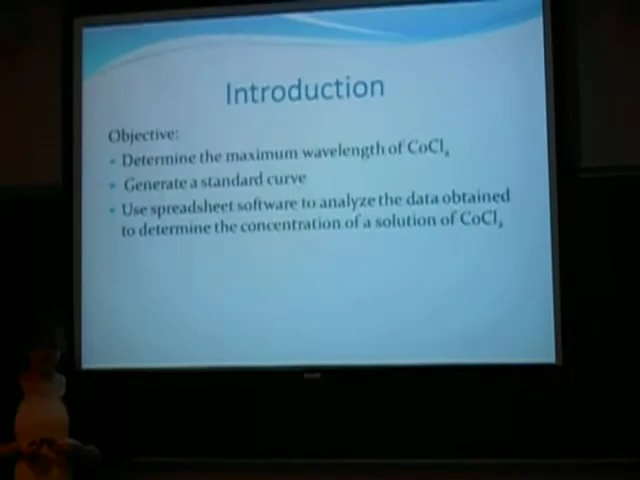 Introduction
Objective:
Determine the maximum wavelength of CoCl₂
Generate a standard curve
Use spreadsheet software to analyze the data obtained
to determine the concentration of a solution of CoCl₂